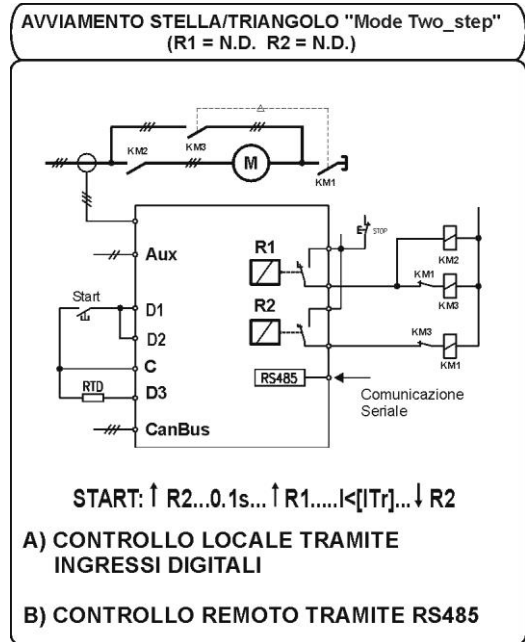 AVVIAMENTO STELLA/TRIANGOLO "Mode Two_step"
(R1 = N.D. R2 = N.D.)
KM3
KM2
M
KM1
Aux
R1
STOP
KM2
KM1
KM3
Start
D1
R2
D2
KM3
KM1
C
RTD
D3
RS485
Comunicazione
Seriale
CanBus
START: ↑ R2...0.1s... ↑ R1.....I<[ITr]... ↓ R2
A) CONTROLLO LOCALE TRAMITE
INGRESSI DIGITALI
B) CONTROLLO REMOTO TRAMITE RS485